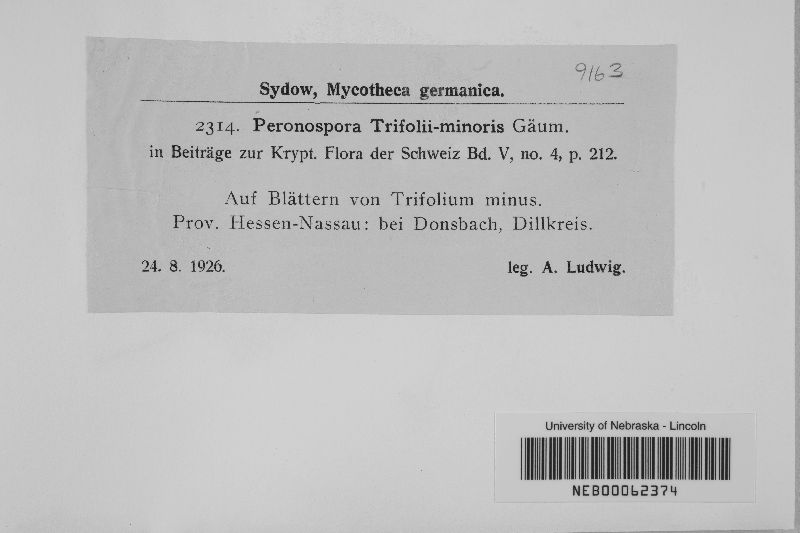 9163
Sydow, Mycotheca germanica.
2314. Peronospora Trifolii-minoris Gäum.
in Beiträge zur Krypt. Flora der Schweiz Bd. V, no. 4, p. 212.
Auf Blättern von Trifolium minus.
Prov. Hessen-Nassau: bei Donsbach, Dillkreis.
24. 8. 1926. leg. A. Ludwig.
University of Nebraska - Lincoln
NEB00062374